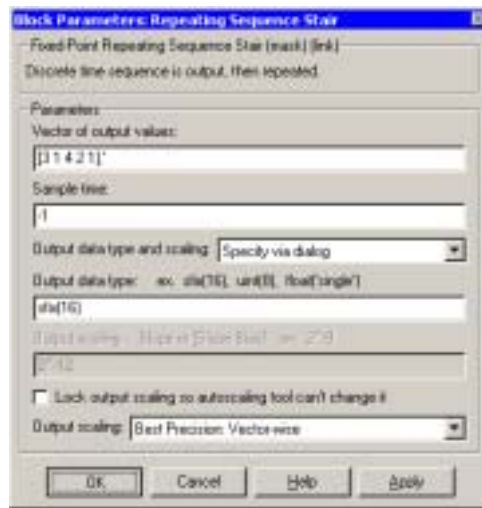 Block Parameters: Repeating Sequence Stair
Fixed-Point Repeating Sequence Stair (mask) (link)
Discrete time sequence is output, then repeated.
Parameters
Vector of output values:
[3 1 4 2 1]'
Sample time:
-1
Output data type and scaling: Specify via dialog
Output data type: ex. sfix(16), uint(8), float('single')
sfix(16)
Output scaling: Slope or [Slope Bias] ex. 2^-9
2^-12
Lock output scaling so autoscaling tool can't change it
Output scaling: Best Precision: Vector-wise
OK Cancel Help Apply